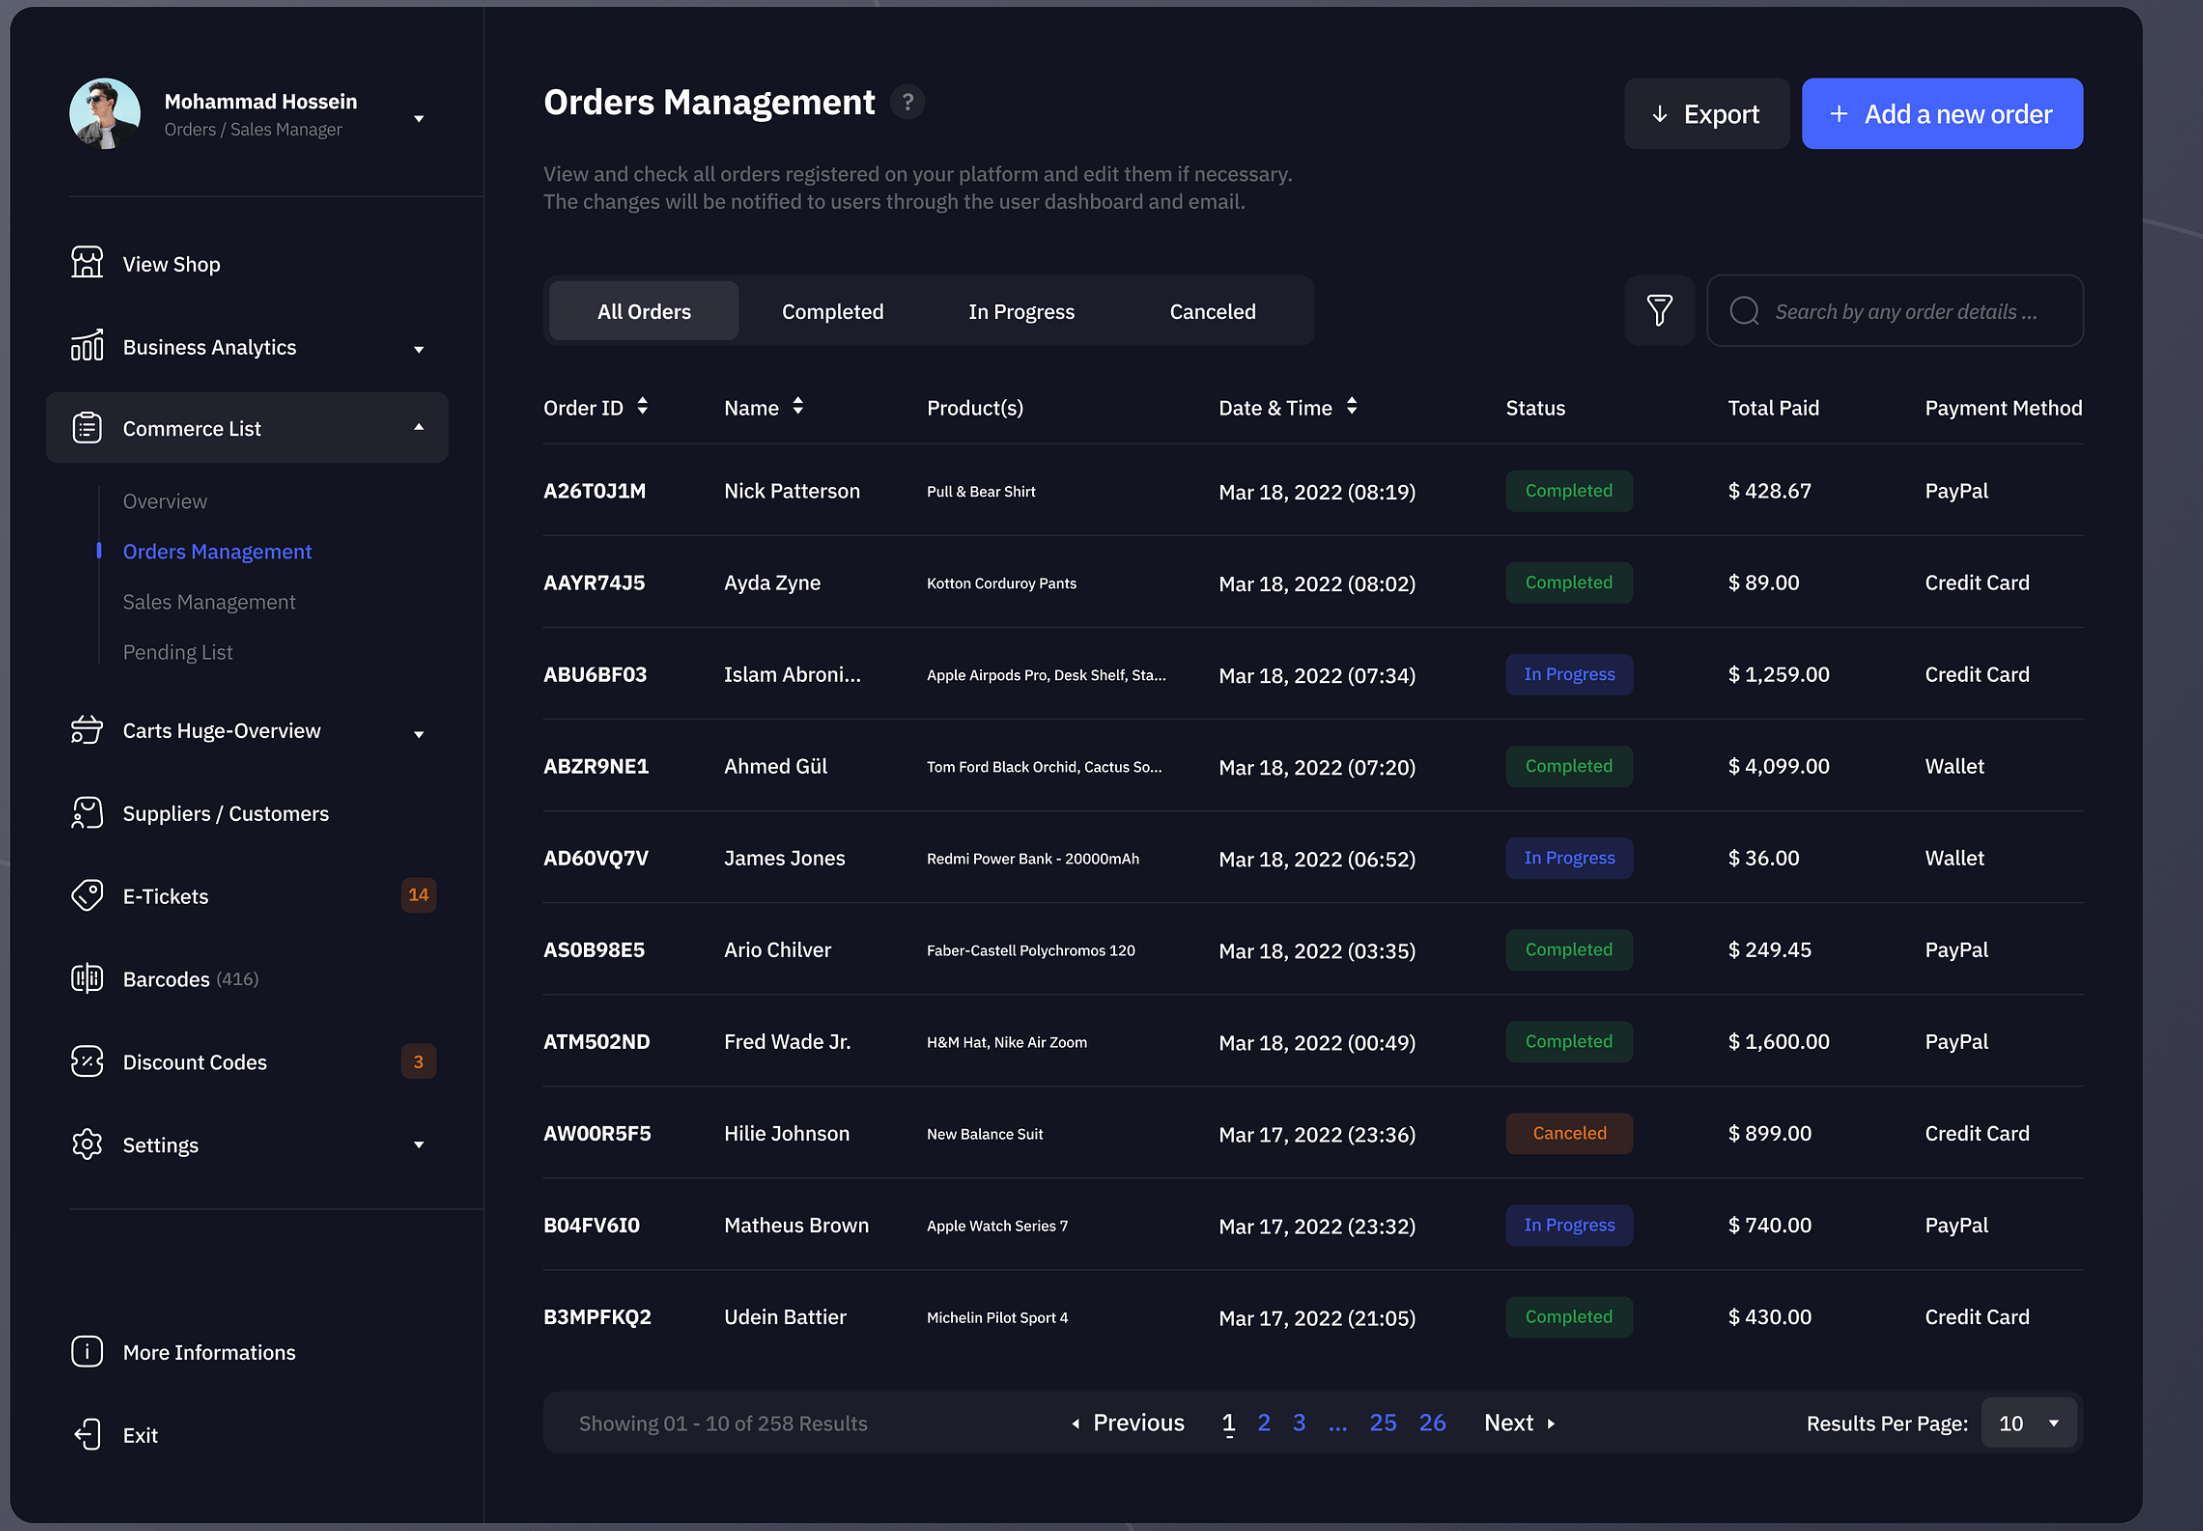 Mohammad Hossein
Orders / Sales Manager
View Shop
Business Analytics
Commerce List
Overview
Orders Management
Sales Management
Pending List
Carts Huge-Overview
Suppliers / Customers
E-Tickets 14
Barcodes (416)
Discount Codes 3
Settings
More Informations
Exit
Orders Management ?
Export
+ Add a new order
View and check all orders registered on your platform and edit them if necessary.
The changes will be notified to users through the user dashboard and email.
All Orders Completed In Progress Canceled
Search by any order details ...
Order ID Name Product(s) Date & Time Status Total Paid Payment Method
A26T0J1M Nick Patterson Pull & Bear Shirt Mar 18, 2022 (08:19) Completed $ 428.67 PayPal
AAYR74J5 Ayda Zyne Kotton Corduroy Pants Mar 18, 2022 (08:02) Completed $ 89.00 Credit Card
ABU6BF03 Islam Abroni... Apple Airpods Pro, Desk Shelf, Sta... Mar 18, 2022 (07:34) In Progress $ 1,259.00 Credit Card
ABZR9NE1 Ahmed Gül Tom Ford Black Orchid, Cactus So... Mar 18, 2022 (07:20) Completed $ 4,099.00 Wallet
AD60VQ7V James Jones Redmi Power Bank - 20000mAh Mar 18, 2022 (06:52) In Progress $ 36.00 Wallet
AS0B98E5 Ario Chilver Faber-Castell Polychromos 120 Mar 18, 2022 (03:35) Completed $ 249.45 PayPal
ATM502ND Fred Wade Jr. H&M Hat, Nike Air Zoom Mar 18, 2022 (00:49) Completed $ 1,600.00 PayPal
AW00R5F5 Hilie Johnson New Balance Suit Mar 17, 2022 (23:36) Canceled $ 899.00 Credit Card
B04FV6I0 Matheus Brown Apple Watch Series 7 Mar 17, 2022 (23:32) In Progress $ 740.00 PayPal
B3MPFKQ2 Udein Battier Michelin Pilot Sport 4 Mar 17, 2022 (21:05) Completed $ 430.00 Credit Card
Showing 01 - 10 of 258 Results Previous 1 2 3 ... 25 26 Next Results Per Page: 10